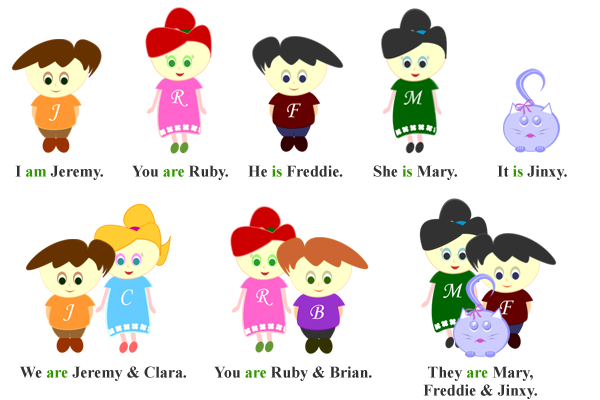 J
R
F
M
I am Jeremy.
You are Ruby.
He is Freddie.
She is Mary.
It is Jinxy.
J
C
R
B
M
F
We are Jeremy & Clara.
You are Ruby & Brian.
They are Mary,
Freddie & Jinxy.